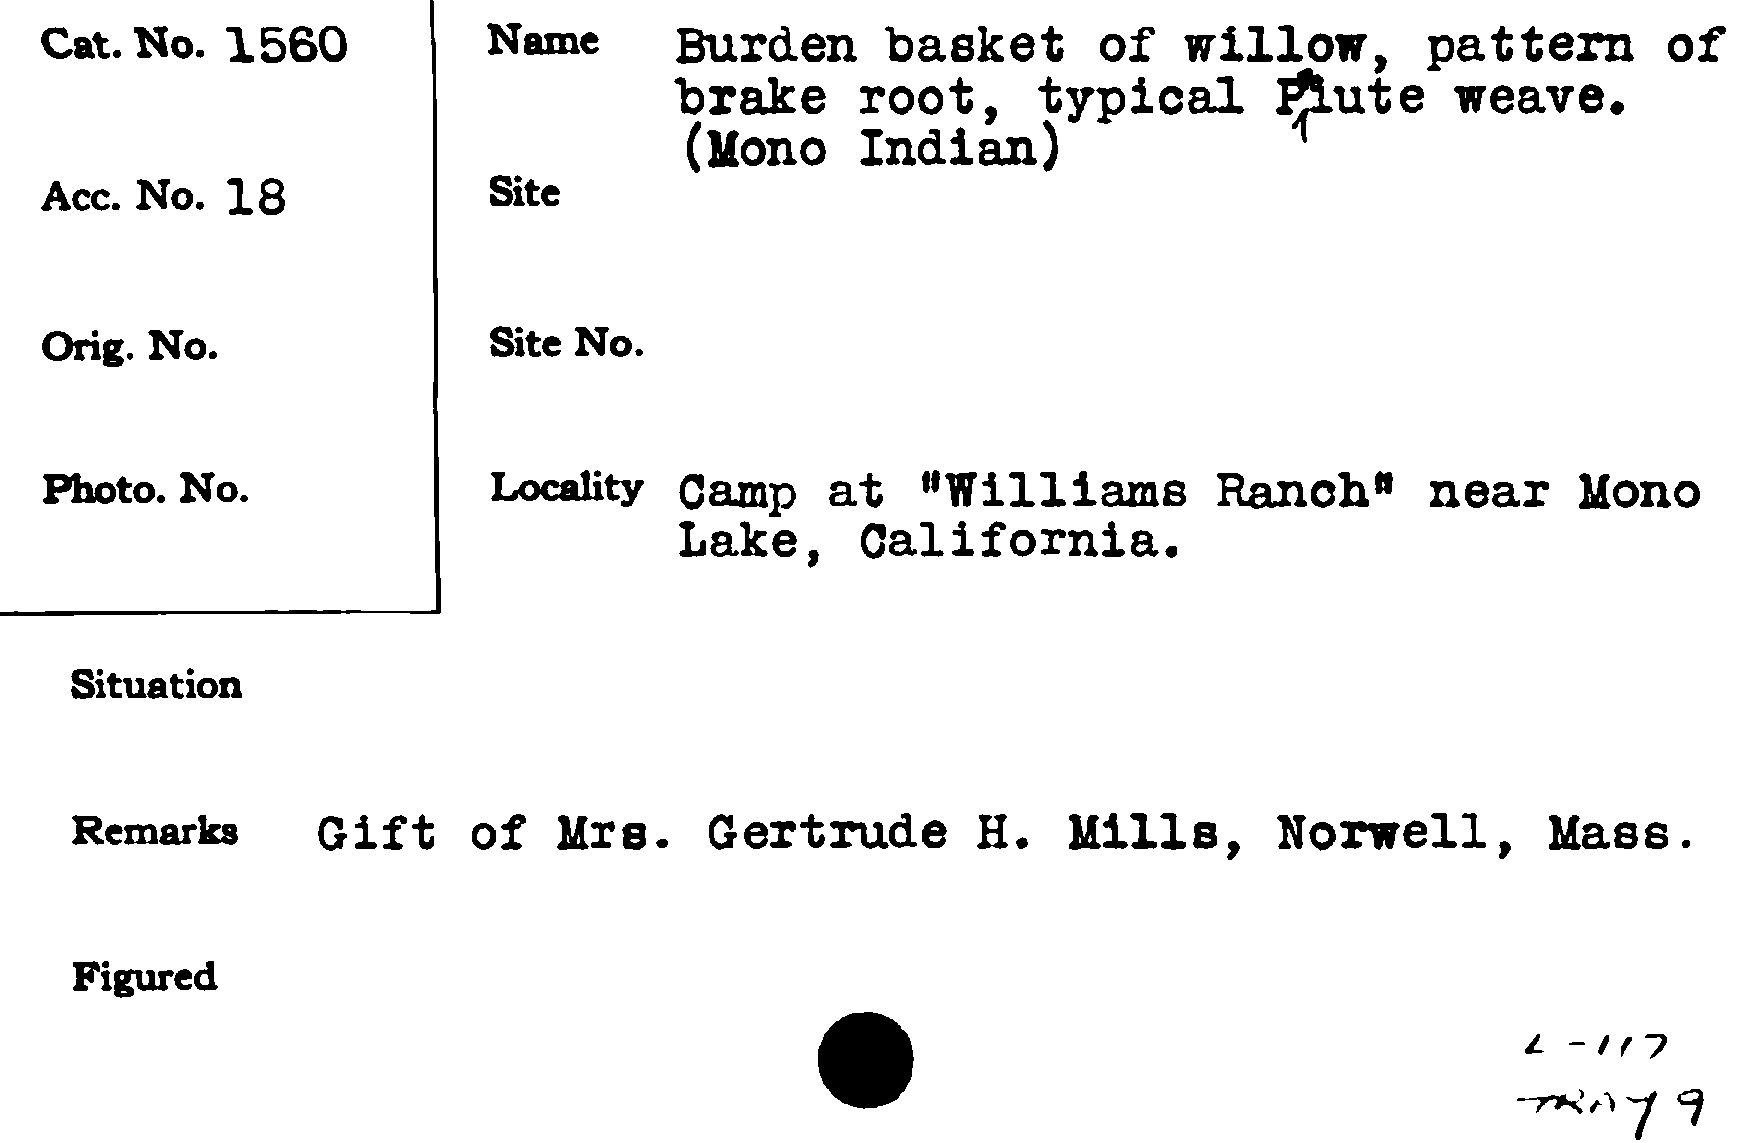 Cat. No. 1560
Name Burden basket of willow, pattern of
brake root, typical Paiute weave.
(Mono Indian)
Acc. No. 18
Site
Orig. No.
Site No.
Photo. No.
Locality Camp at "Williams Ranch" near Mono
Lake, California.
Situation
Remarks Gift of Mrs. Gertrude H. Mills, Norwell, Mass.
Figured
L-117
TRAY 9